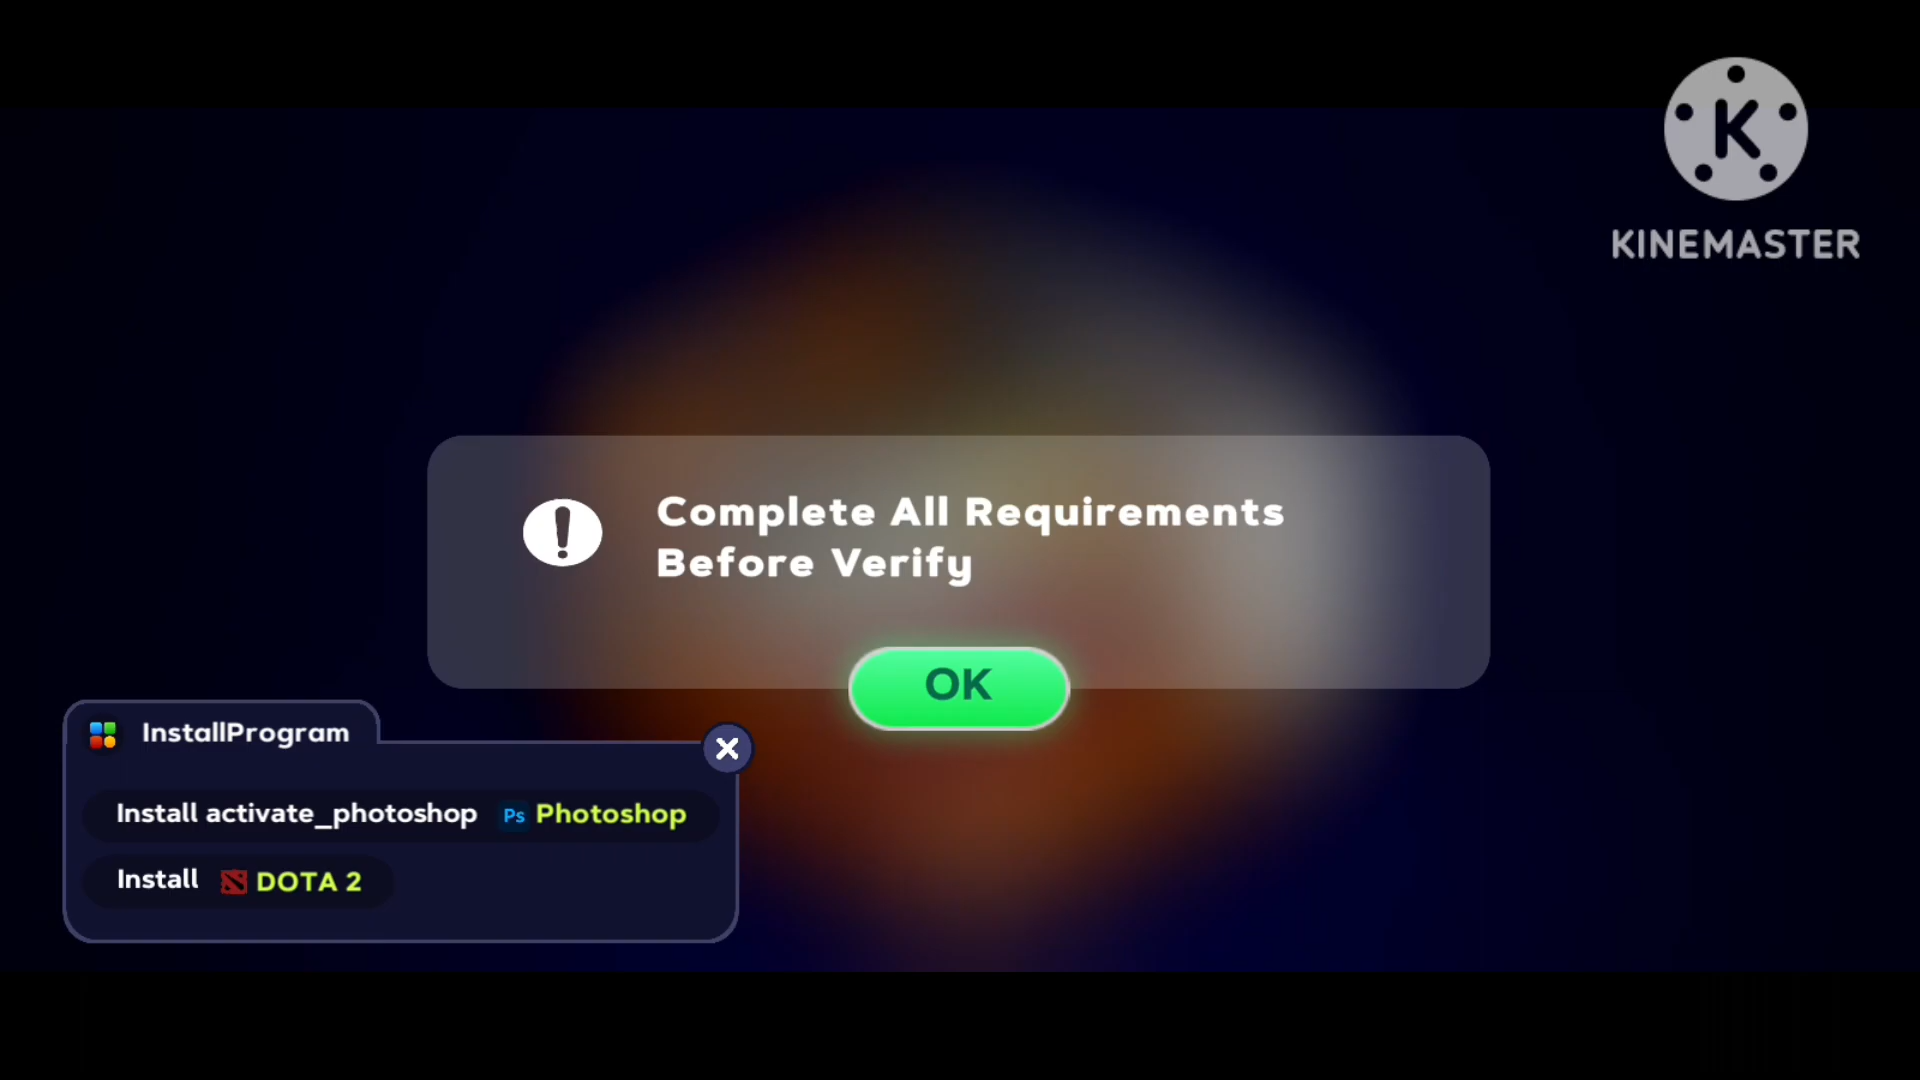 K
KINEMASTER
Complete All Requirements
Before Verify
OK
InstallProgram
Install activate_photoshop Ps Photoshop
Install DOTA 2